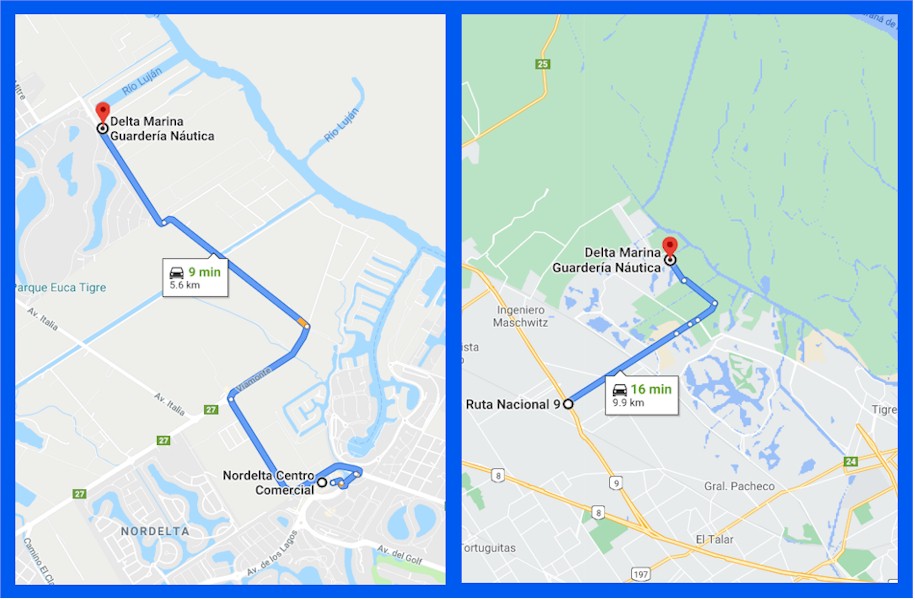 Mitre
Río Luján
Delta Marina
Guardería Náutica
Río Luján
9 min
5.6 km
Parque Euca Tigre
Av. Italia
Viamonte
Av. Italia
27
27
Nordelta Centro
Comercial
27
NORDELTA
Av. de los Lagos
Av. del Golf
Camino El
25
Delta Marina
Guardería Náutica
Ingeniero
Maschwitz
16 min
9.9 km
Ruta Nacional 9
Tigre
8
9
24
Gral. Pacheco
8
El Talar
Tortuguitas
197